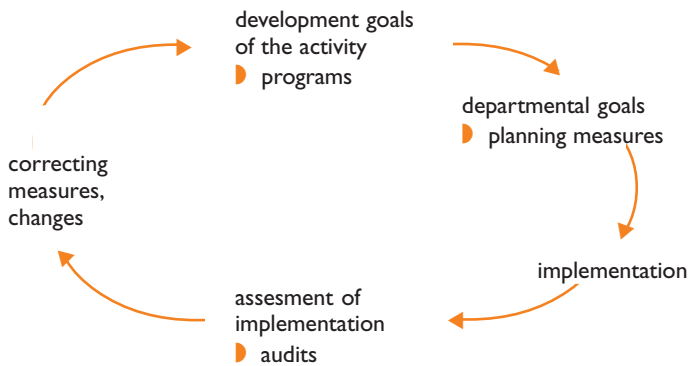 development goals
of the activity
programs
departmental goals
planning measures
implementation
assesment of
implementation
audits
correcting
measures,
changes